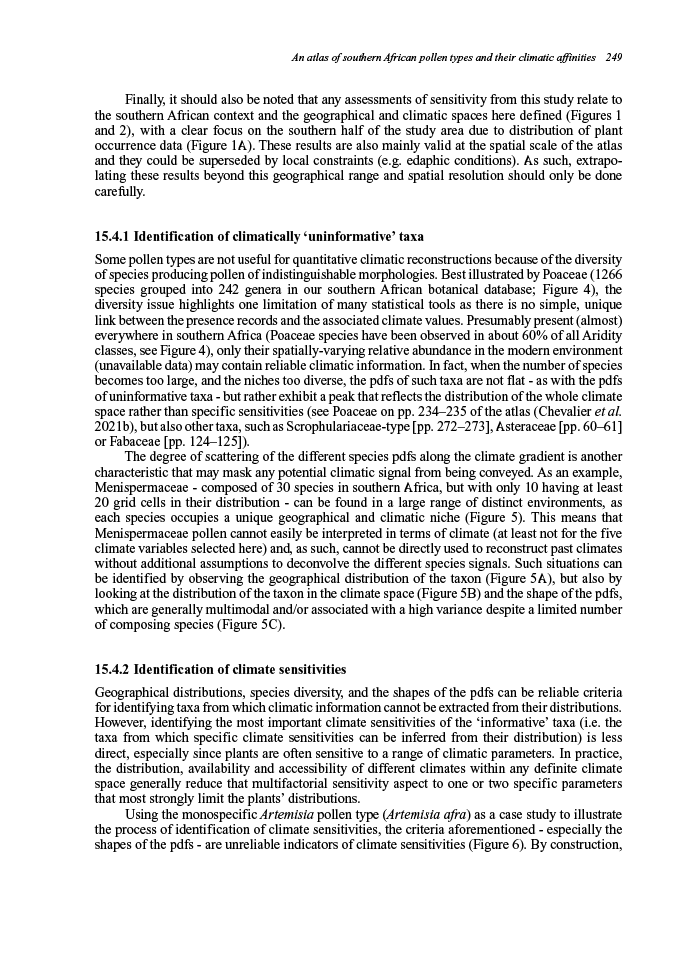 An atlas of southern African pollen types and their climatic affinities 249
Finally, it should also be noted that any assessments of sensitivity from this study relate to
the southern African context and the geographical and climatic spaces here defined (Figures 1
and 2), with a clear focus on the southern half of the study area due to distribution of plant
occurrence data (Figure 1A). These results are also mainly valid at the spatial scale of the atlas
and they could be superseded by local constraints (e.g. edaphic conditions). As such, extrapo-
lating these results beyond this geographical range and spatial resolution should only be done
carefully.
15.4.1 Identification of climatically ‘uninformative’ taxa
Some pollen types are not useful for quantitative climatic reconstructions because of the diversity
of species producing pollen of indistinguishable morphologies. Best illustrated by Poaceae (1266
species grouped into 242 genera in our southern African botanical database; Figure 4), the
diversity issue highlights one limitation of many statistical tools as there is no simple, unique
link between the presence records and the associated climate values. Presumably present (almost)
everywhere in southern Africa (Poaceae species have been observed in about 60% of all Aridity
classes, see Figure 4), only their spatially-varying relative abundance in the modern environment
(unavailable data) may contain reliable climatic information. In fact, when the number of species
becomes too large, and the niches too diverse, the pdfs of such taxa are not flat - as with the pdfs
of uninformative taxa - but rather exhibit a peak that reflects the distribution of the whole climate
space rather than specific sensitivities (see Poaceae on pp. 234–235 of the atlas (Chevalier et al.
2021b), but also other taxa, such as Scrophulariaceae-type [pp. 272–273], Asteraceae [pp. 60–61]
or Fabaceae [pp. 124–125]).
The degree of scattering of the different species pdfs along the climate gradient is another
characteristic that may mask any potential climatic signal from being conveyed. As an example,
Menispermaceae - composed of 30 species in southern Africa, but with only 10 having at least
20 grid cells in their distribution - can be found in a large range of distinct environments, as
each species occupies a unique geographical and climatic niche (Figure 5). This means that
Menispermaceae pollen cannot easily be interpreted in terms of climate (at least not for the five
climate variables selected here) and, as such, cannot be directly used to reconstruct past climates
without additional assumptions to deconvolve the different species signals. Such situations can
be identified by observing the geographical distribution of the taxon (Figure 5A), but also by
looking at the distribution of the taxon in the climate space (Figure 5B) and the shape of the pdfs,
which are generally multimodal and/or associated with a high variance despite a limited number
of composing species (Figure 5C).
15.4.2 Identification of climate sensitivities
Geographical distributions, species diversity, and the shapes of the pdfs can be reliable criteria
for identifying taxa from which climatic information cannot be extracted from their distributions.
However, identifying the most important climate sensitivities of the ‘informative’ taxa (i.e. the
taxa from which specific climate sensitivities can be inferred from their distribution) is less
direct, especially since plants are often sensitive to a range of climatic parameters. In practice,
the distribution, availability and accessibility of different climates within any definite climate
space generally reduce that multifactorial sensitivity aspect to one or two specific parameters
that most strongly limit the plants’ distributions.
Using the monospecific Artemisia pollen type (Artemisia afra) as a case study to illustrate
the process of identification of climate sensitivities, the criteria aforementioned - especially the
shapes of the pdfs - are unreliable indicators of climate sensitivities (Figure 6). By construction,